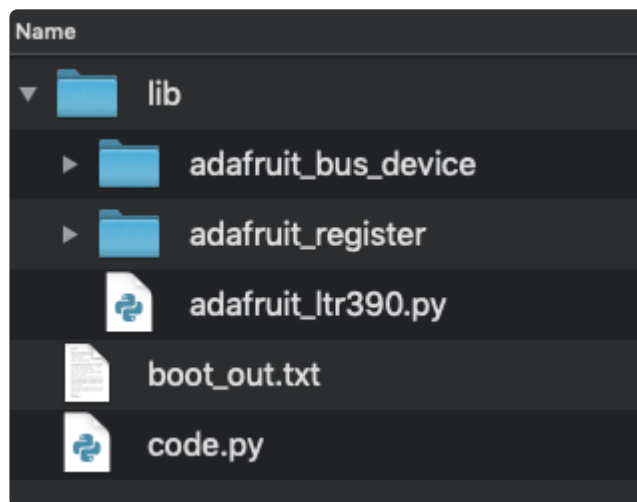 Name
lib
adafruit_bus_device
adafruit_register
adafruit_ltr390.py
boot_out.txt
code.py